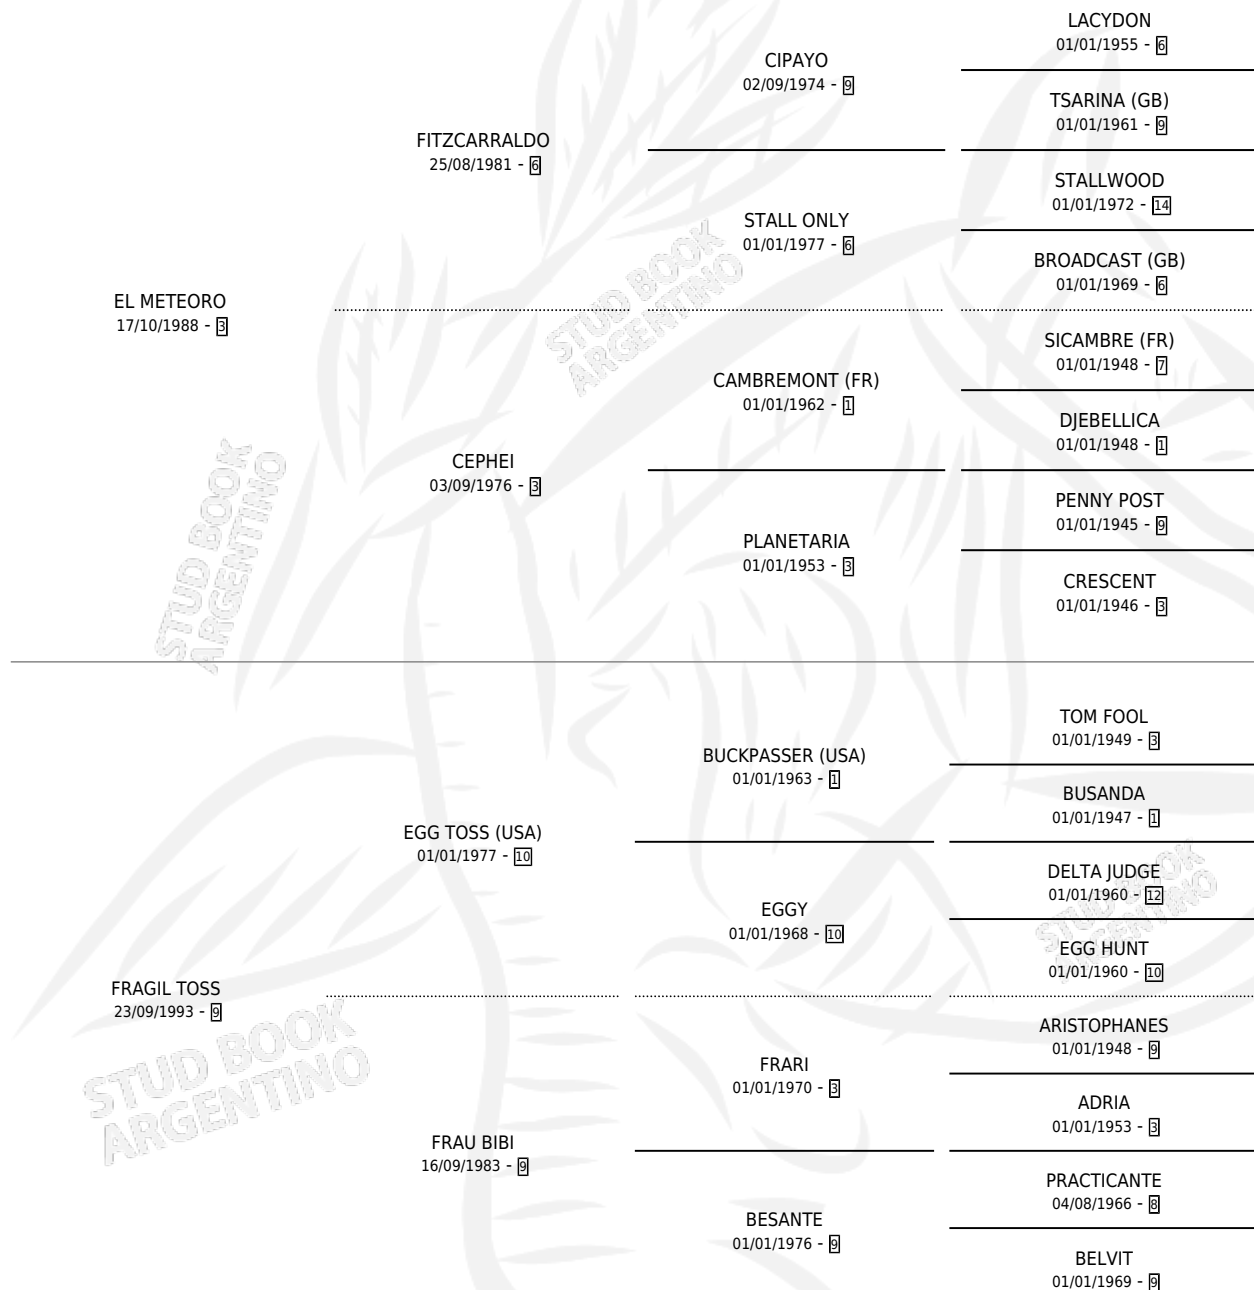 LACYDON
01/01/1955 - 6
CIPAYO
02/09/1974 - 9
TSARINA (GB)
01/01/1961 - 9
FITZCARRALDO
25/08/1981 - 6
STALLWOOD
01/01/1972 - 14
STALL ONLY
01/01/1977 - 6
BROADCAST (GB)
01/01/1969 - 6
EL METEORO
17/10/1988 - 3
STUD BOOK
ARGENTINO
SICAMBRE (FR)
01/01/1948 - 7
CAMBREMONT (FR)
01/01/1962 - 1
DJEBELLICA
01/01/1948 - 1
CEPHEI
03/09/1976 - 3
PENNY POST
01/01/1945 - 9
PLANETARIA
01/01/1953 - 3
CRESCENT
01/01/1946 - 3
STUD BOOK
ARGENTINO
TOM FOOL
01/01/1949 - 3
BUCKPASSER (USA)
01/01/1963 - 1
BUSANDA
01/01/1947 - 1
EGG TOSS (USA)
01/01/1977 - 10
DELTA JUDGE
01/01/1960 - 12
EGGY
01/01/1968 - 10
EGG HUNT
01/01/1960 - 10
STUD BOOK
ARGENTINO
FRAGIL TOSS
23/09/1993 - 9
ARISTOPHANES
01/01/1948 - 9
FRARI
01/01/1970 - 3
ADRIA
01/01/1953 - 3
STUD BOOK
ARGENTINO
FRAU BIBI
16/09/1983 - 9
PRACTICANTE
04/08/1966 - 8
BESANTE
01/01/1976 - 9
BELVIT
01/01/1969 - 9